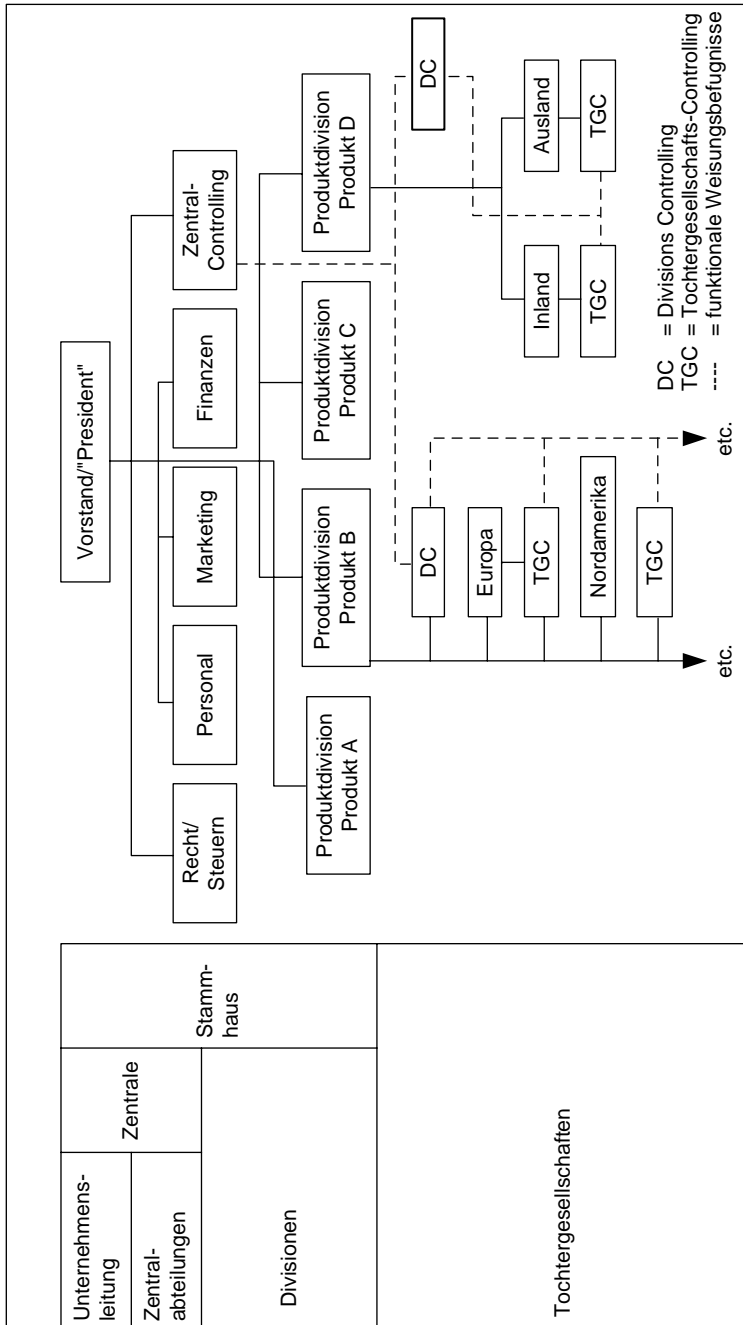 Unternehmens-
leitung
Zentral-
abteilungen
Zentrale
Divisionen
Stamm-
haus
Tochtergesellschaften
Vorstand/"President"
Recht/
Steuern
Personal
Marketing
Finanzen
Zentral-
Controlling
Produktdivision
Produkt A
Produktdivision
Produkt B
Produktdivision
Produkt C
Produktdivision
Produkt D
DC
Europa
TGC
Nordamerika
TGC
etc.
etc.
DC
Inland
TGC
Ausland
TGC
DC = Divisions Controlling
TGC = Tochtergesellschafts-Controlling
---- = funktionale Weisungsbefugnisse